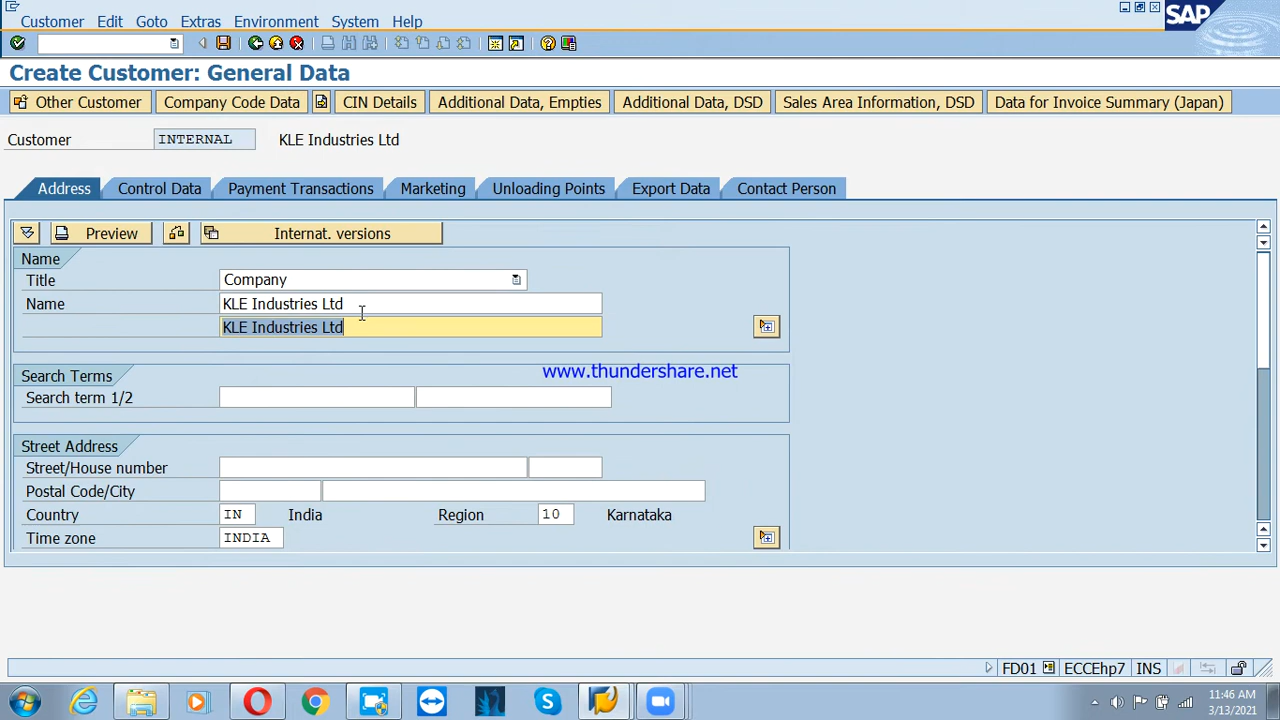 Customer Edit Goto Extras Environment System Help
SAP
Create Customer: General Data
Other Customer Company Code Data CIN Details Additional Data, Empties Additional Data, DSD Sales Area Information, DSD Data for Invoice Summary (Japan)
Customer INTERNAL KLE Industries Ltd
Address Control Data Payment Transactions Marketing Unloading Points Export Data Contact Person
Preview Internat. versions
Name
Title Company
Name KLE Industries Ltd
KLE Industries Ltd
www.thundershare.net
Search Terms
Search term 1/2
Street Address
Street/House number
Postal Code/City
Country IN India Region 10 Karnataka
Time zone INDIA
FD01 ECCEhp7 INS
11:46 AM
3/13/2021